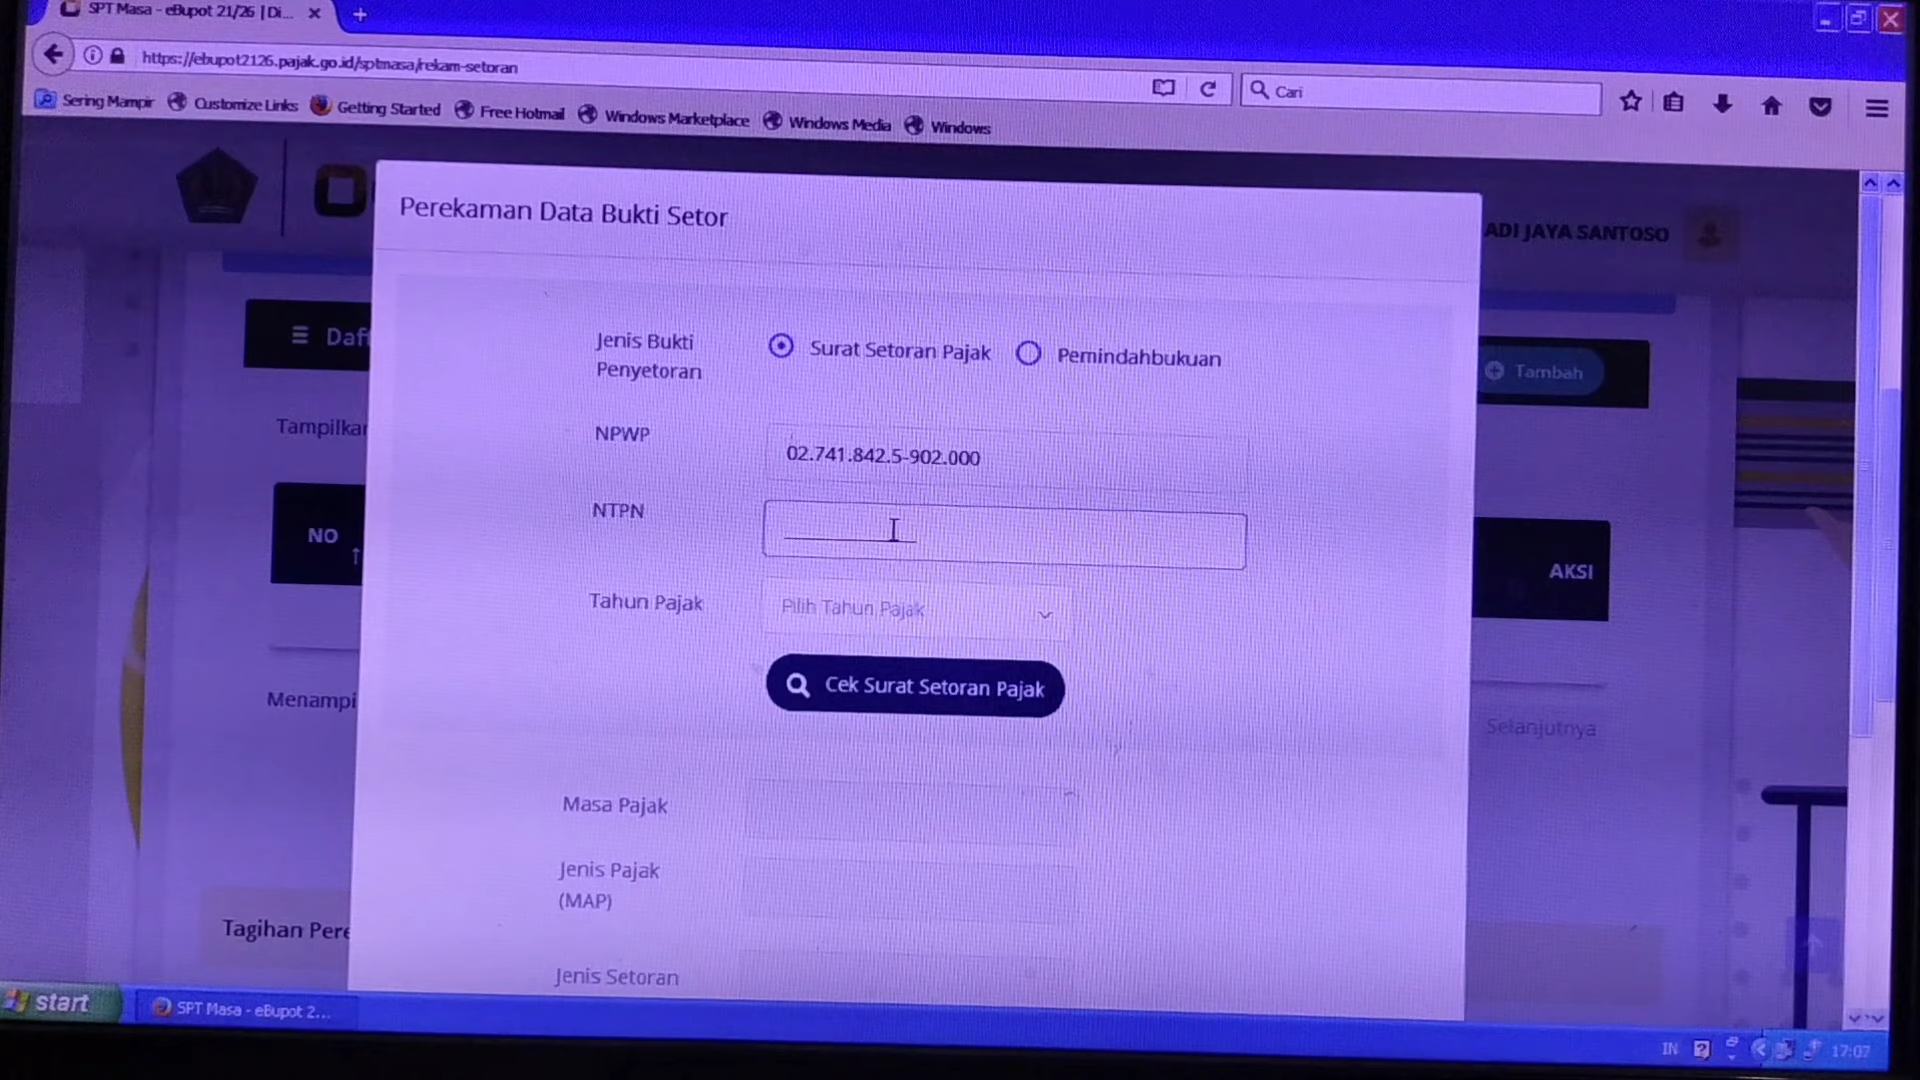 SPT Masa - eBupot 21/26 | Di...
https://ebupot2126.pajak.go.id/sptmasa/rekam-setoran
Cari
Sering Mampir Customize Links Getting Started Free Hotmail Windows Marketplace Windows Media Windows
Perekaman Data Bukti Setor
ADI JAYA SANTOSO
Daft
Jenis Bukti
Penyetoran
Surat Setoran Pajak Pemindahbukuan
Tambah
Tampilkan
NPWP
02.741.842.5-902.000
NO
NTPN
AKSI
Tahun Pajak
Pilih Tahun Pajak
Cek Surat Setoran Pajak
Menampi
Selanjutnya
Masa Pajak
Jenis Pajak
(MAP)
Tagihan Pere
Jenis Setoran
start
SPT Masa - eBupot 2...
IN
17:07